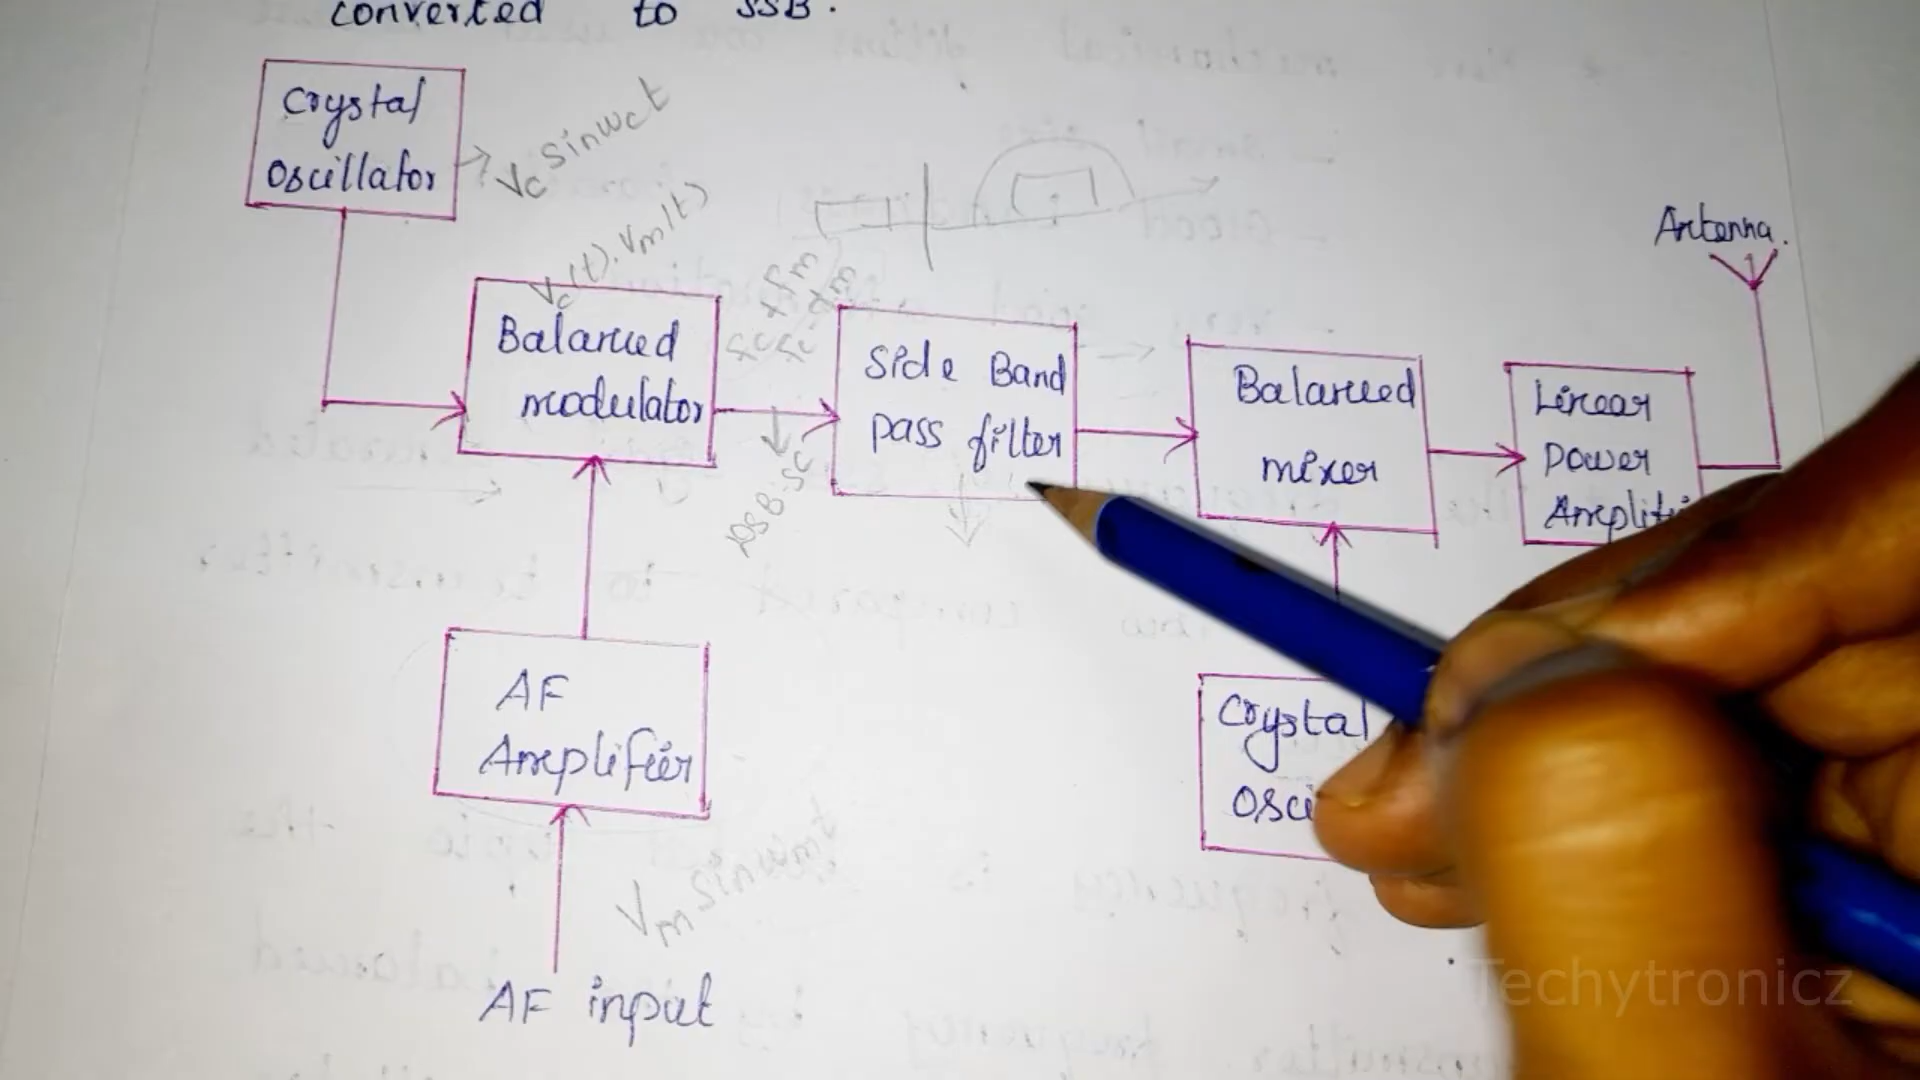 converted to SSB.
Crystal
Oscillator
Vc Sinwct
Vc(t).Vm(t)
Antenna.
Balanced
modulator
Side Band
pass filter
Balanced
mixer
Linear
Power
DSB.SC
AF
Amplifier
Crystal
Vm Sinwmt
AF input
Techytronicz